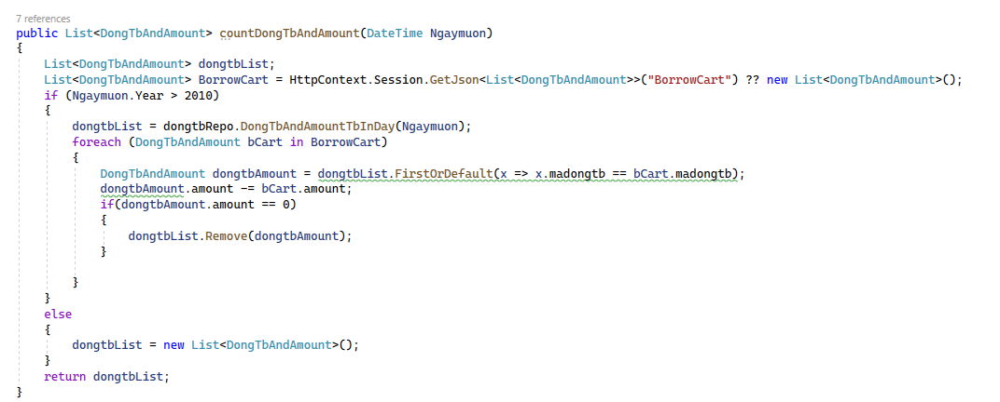 7 references
public List<DongTbAndAmount> countDongTbAndAmount(DateTime Ngaymuon)
{
List<DongTbAndAmount> dongtbList;
List<DongTbAndAmount> BorrowCart = HttpContext.Session.GetJson<List<DongTbAndAmount>>("BorrowCart") ?? new List<DongTbAndAmount>();
if (Ngaymuon.Year > 2010)
{
dongtbList = dongtbRepo.DongTbAndAmountTbInDay(Ngaymuon);
foreach (DongTbAndAmount bCart in BorrowCart)
{
DongTbAndAmount dongtbAmount = dongtbList.FirstOrDefault(x => x.madongtb == bCart.madongtb);
dongtbAmount.amount -= bCart.amount;
if(dongtbAmount.amount == 0)
{
dongtbList.Remove(dongtbAmount);
}
}
}
else
{
dongtbList = new List<DongTbAndAmount>();
}
return dongtbList;
}